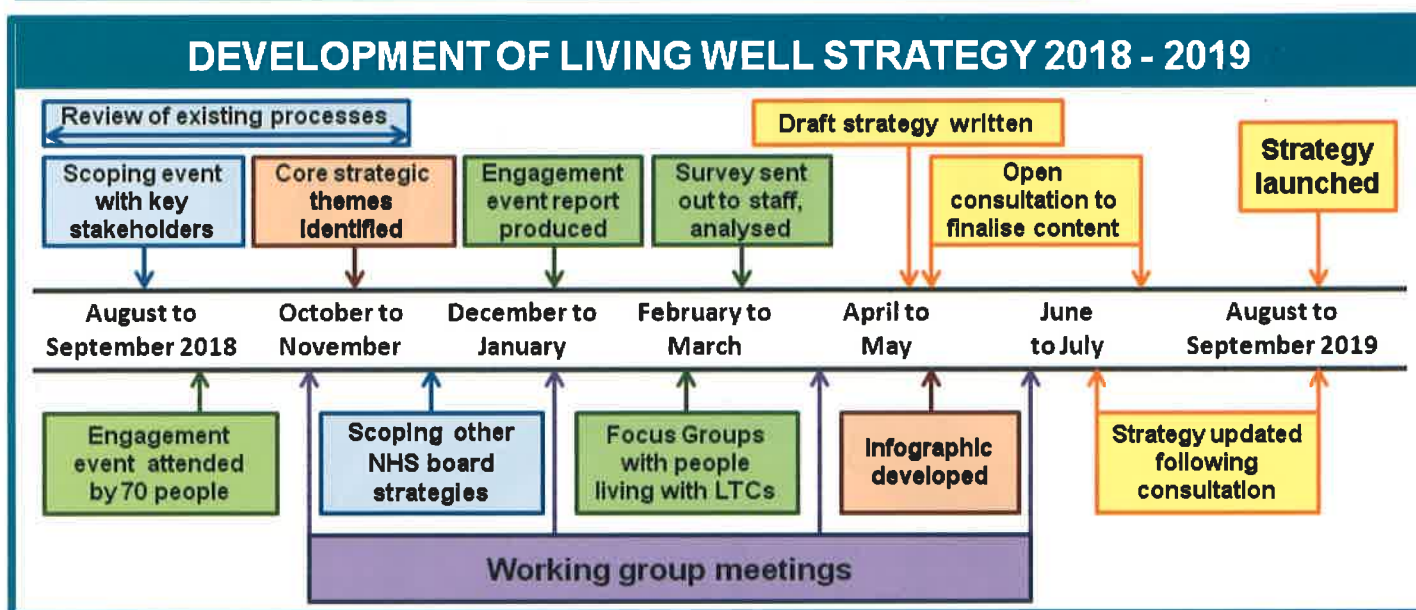 DEVELOPMENT OF LIVING WELL STRATEGY 2018 - 2019
Review of existing processes
Draft strategy written
Scoping event
with key
stakeholders
Core strategic
themes
identified
Engagement
event report
produced
Survey sent
out to staff,
analysed
Open
consultation to
finalise content
Strategy
launched
August to
September 2018
October to
November
December to
January
February to
March
April to
May
June
to July
August to
September 2019
Engagement
event attended
by 70 people
Scoping other
NHS board
strategies
Focus Groups
with people
living with LTCs
Infographic
developed
Strategy updated
following
consultation
Working group meetings